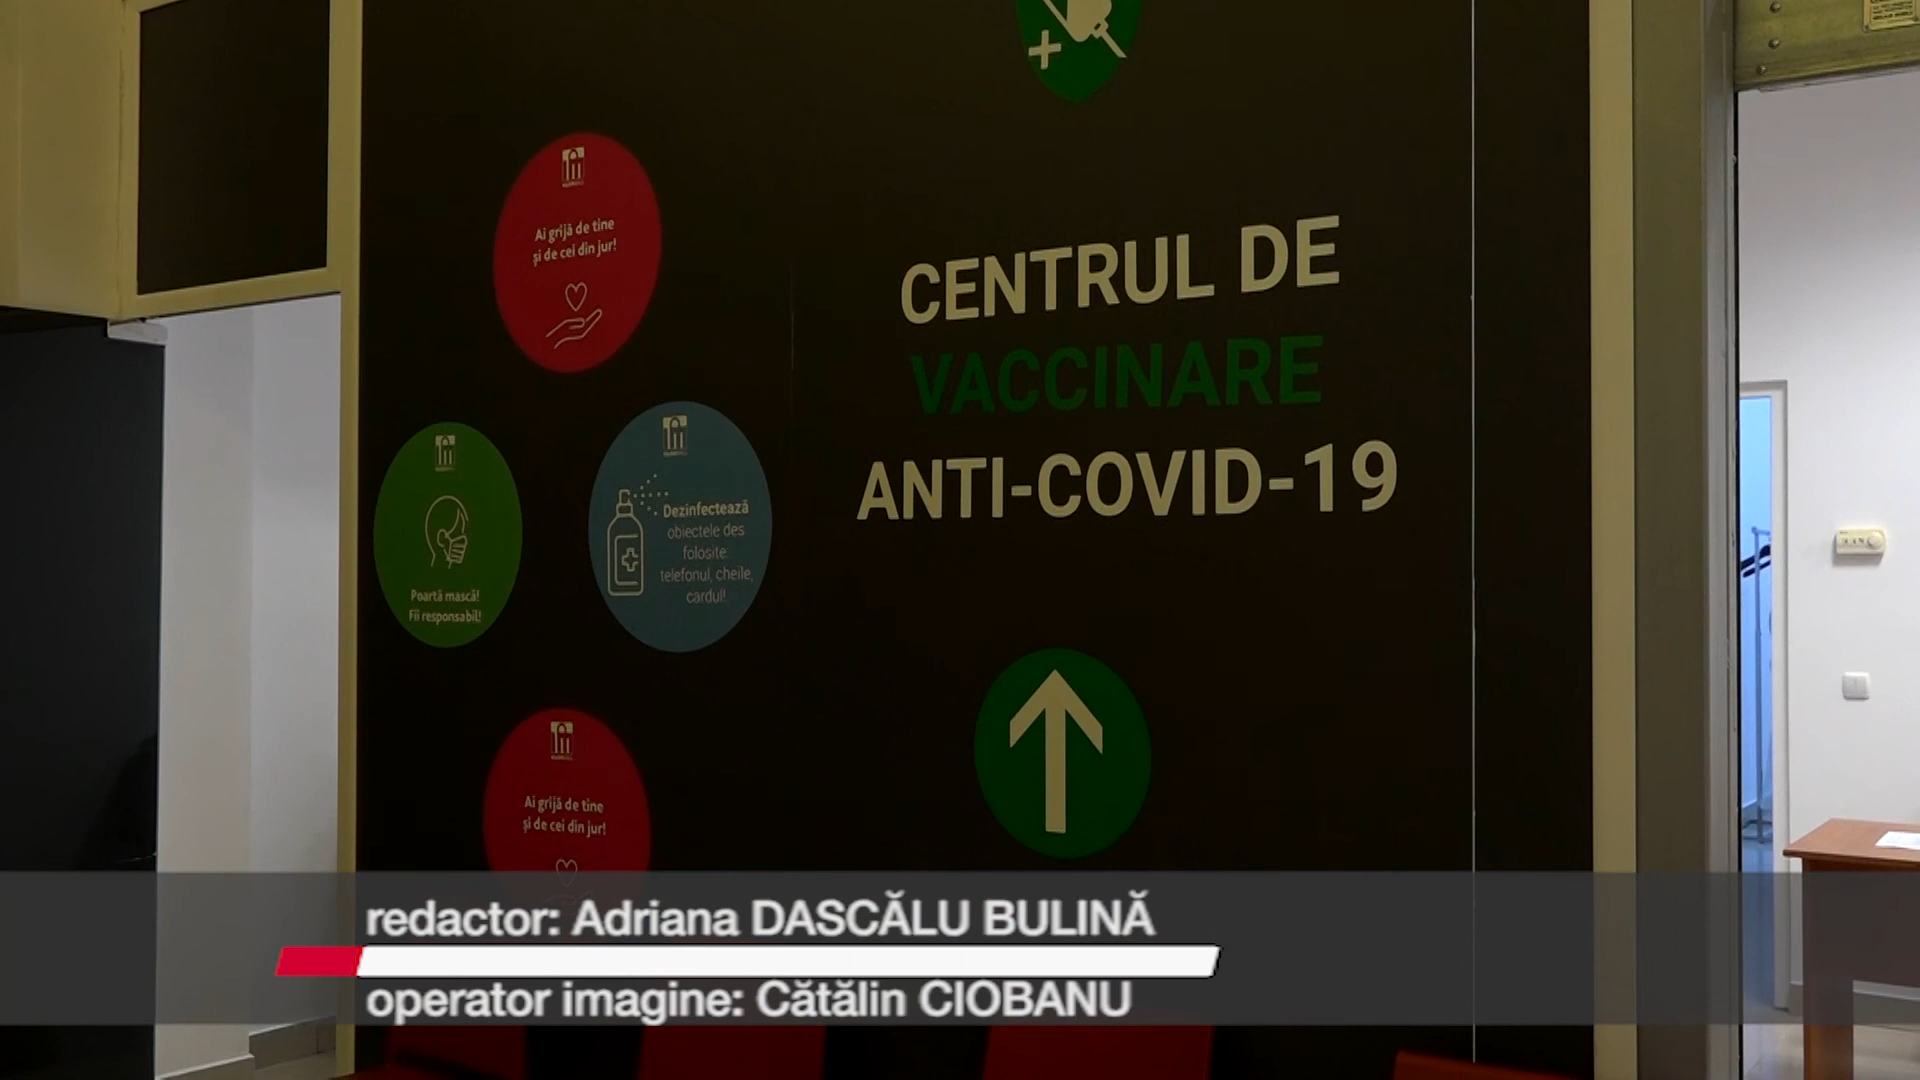 Ai grijă de tine
și de cei din jur!
CENTRUL DE
VACCINARE
ANTI-COVID-19
Dezinfectează
obiectele des
folosite:
telefonul, cheile,
cardul!
Poartă mască!
Fii responsabil!
Ai grijă de tine
și de cei din jur!
redactor: Adriana DASCĂLU BULINĂ
operator imagine: Cătălin CIOBANU